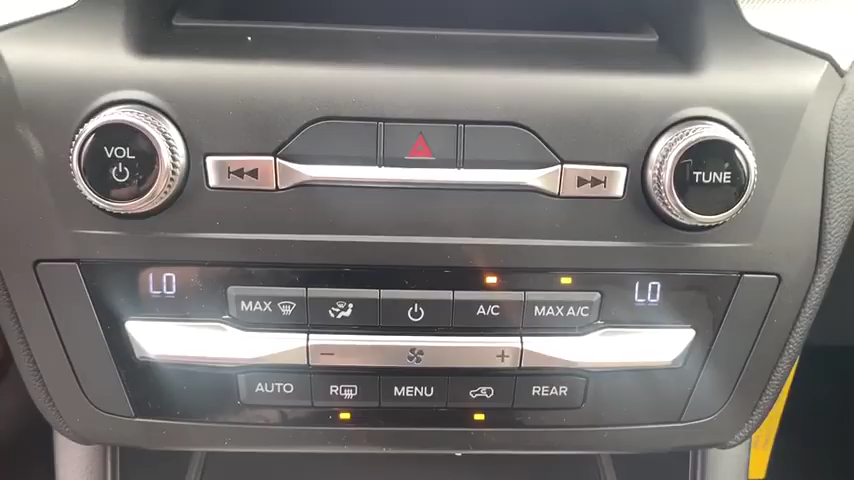 VOL
TUNE
LO
LO
MAX
A/C
MAX A/C
AUTO
R
MENU
REAR